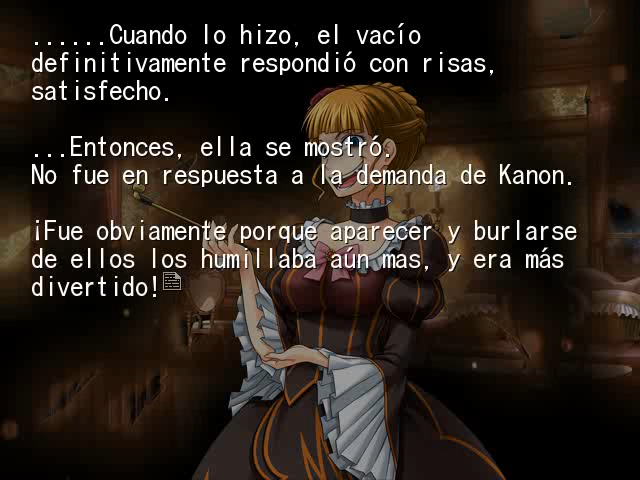 ......Cuando lo hizo, el vacío
definitivamente respondió con risas,
satisfecho.
...Entonces, ella se mostró.
No fue en respuesta a la demanda de Kanon.
¡Fue obviamente porque aparecer y burlarse
de ellos los humillaba aún mas, y era más
divertido!